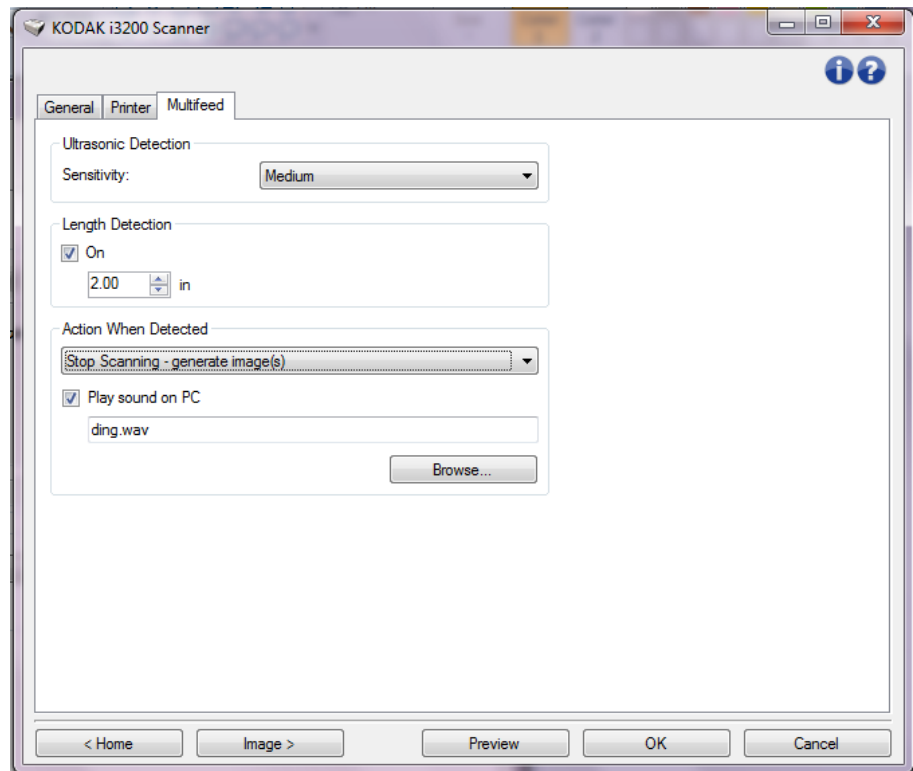 KODAK i3200 Scanner
General Printer Multifeed
Ultrasonic Detection
Sensitivity: Medium
Length Detection
On
2.00 in
Action When Detected
Stop Scanning - generate image(s)
Play sound on PC
ding.wav
Browse...
< Home Image > Preview OK Cancel